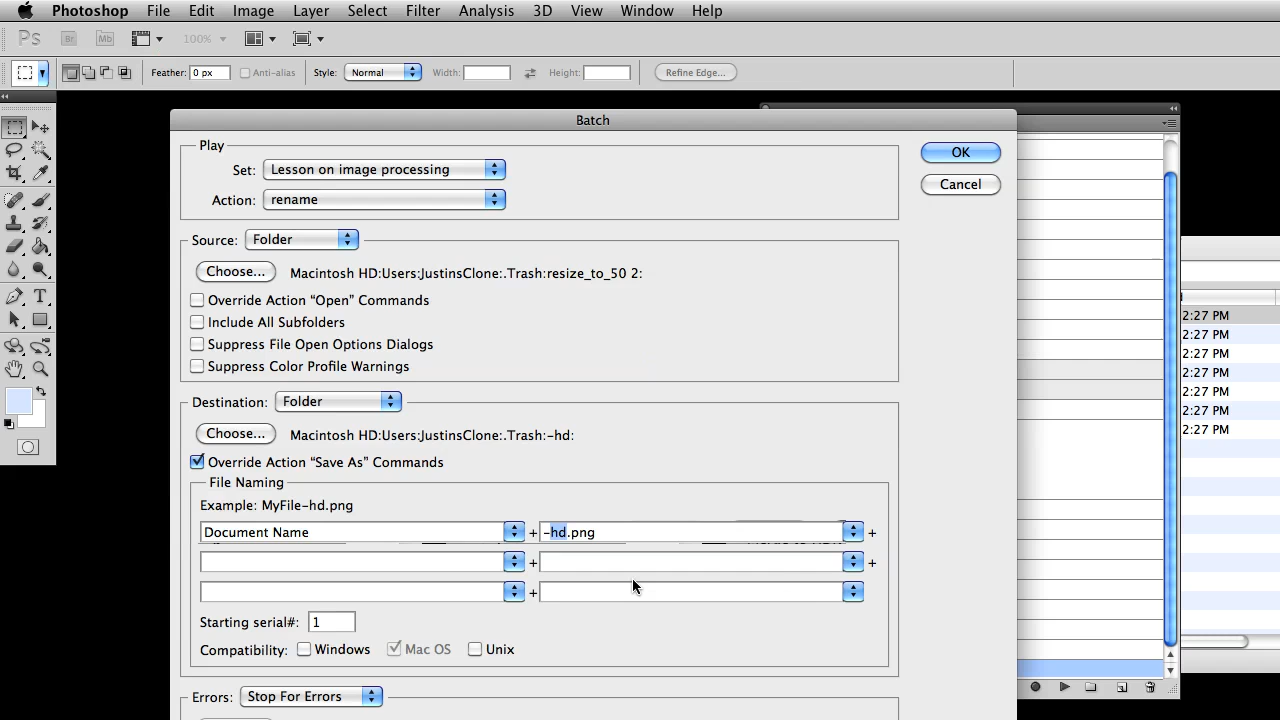 Photoshop File Edit Image Layer Select Filter Analysis 3D View Window Help
Ps Br Mb 100%
Feather: 0 px Anti-alias Style: Normal Width: Height: Refine Edge...
Batch
Play
Set: Lesson on image processing
Action: rename
OK
Cancel
Source: Folder
Choose... Macintosh HD:Users:JustinsClone:.Trash:resize_to_50 2:
Override Action “Open” Commands
Include All Subfolders
Suppress File Open Options Dialogs
Suppress Color Profile Warnings
Destination: Folder
Choose... Macintosh HD:Users:JustinsClone:.Trash:-hd:
Override Action “Save As” Commands
File Naming
Example: MyFile-hd.png
Document Name + -hd.png +
+ +
+
Starting serial#: 1
Compatibility: Windows Mac OS Unix
Errors: Stop For Errors
2:27 PM
2:27 PM
2:27 PM
2:27 PM
2:27 PM
2:27 PM
2:27 PM